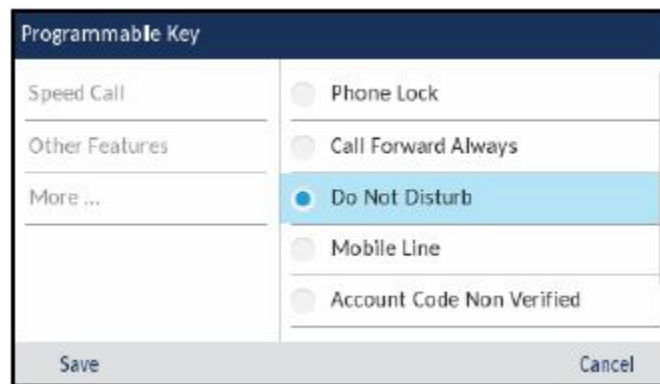 Programmable Key
Speed Call
Other Features
More ...
Phone Lock
Call Forward Always
Do Not Disturb
Mobile Line
Account Code Non Verified
Save
Cancel